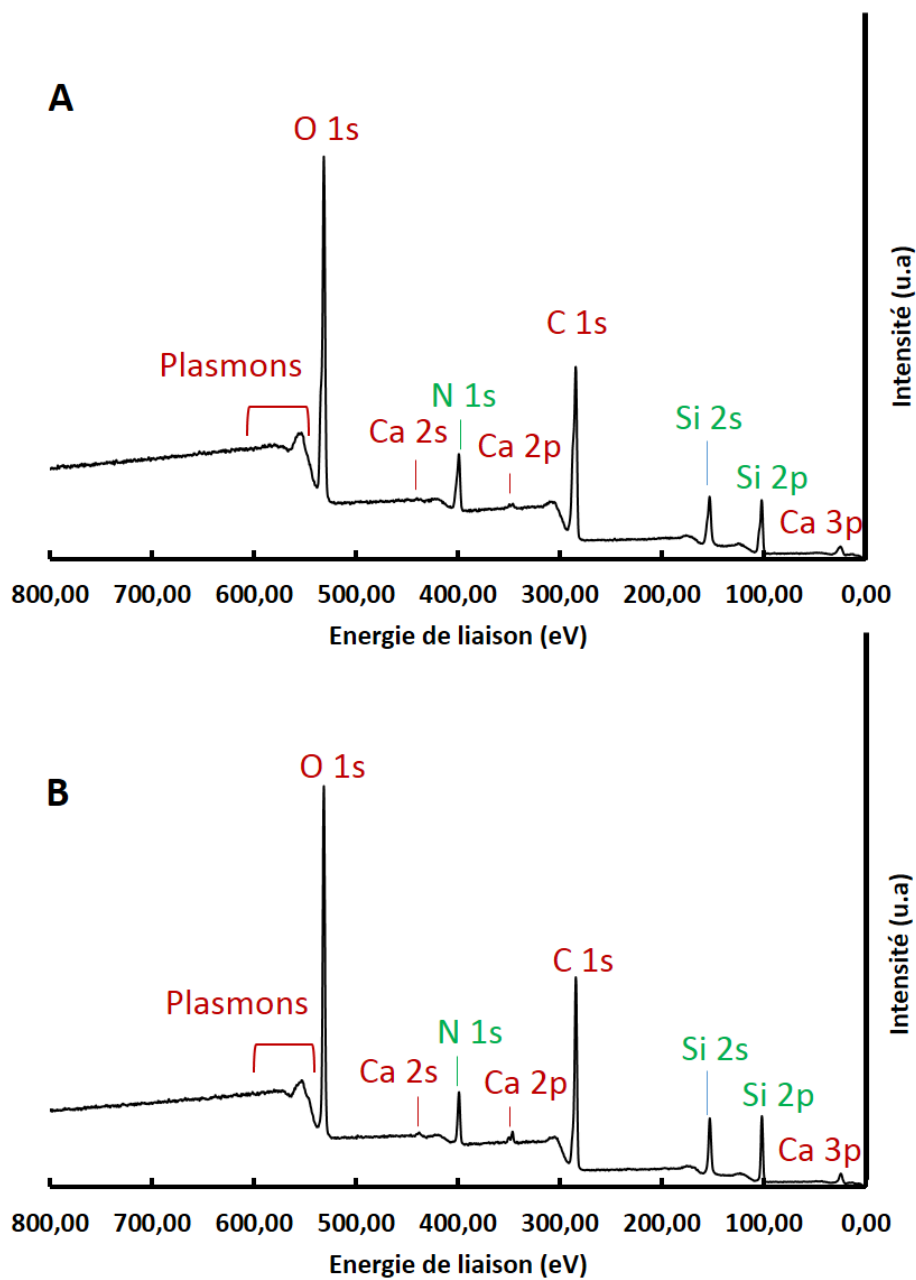 A
O 1s
C 1s
Plasmons
N 1s
Ca 2s
Ca 2p
Si 2s
Si 2p
Ca 3p
Intensité (u.a)
800,00 700,00 600,00 500,00 400,00 300,00 200,00 100,00 0,00
Energie de liaison (eV)
B
O 1s
C 1s
Plasmons
N 1s
Ca 2s
Ca 2p
Si 2s
Si 2p
Ca 3p
Intensité (u.a)
800,00 700,00 600,00 500,00 400,00 300,00 200,00 100,00 0,00
Energie de liaison (eV)